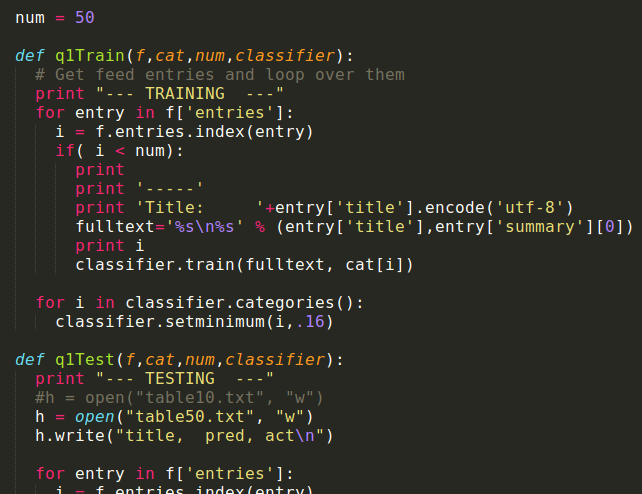 num = 50
def q1Train(f,cat,num,classifier):
# Get feed entries and loop over them
print "--- TRAINING  ---"
for entry in f['entries']:
i = f.entries.index(entry)
if( i < num):
print
print '-----'
print 'Title:     '+entry['title'].encode('utf-8')
fulltext='%s\n%s' % (entry['title'],entry['summary'][0])
print i
classifier.train(fulltext, cat[i])
for i in classifier.categories():
classifier.setminimum(i,.16)
def q1Test(f,cat,num,classifier):
print "--- TESTING  ---"
#h = open("table10.txt", "w")
h = open("table50.txt", "w")
h.write("title,  pred, act\n")
for entry in f['entries']:
i = f.entries.index(entry)